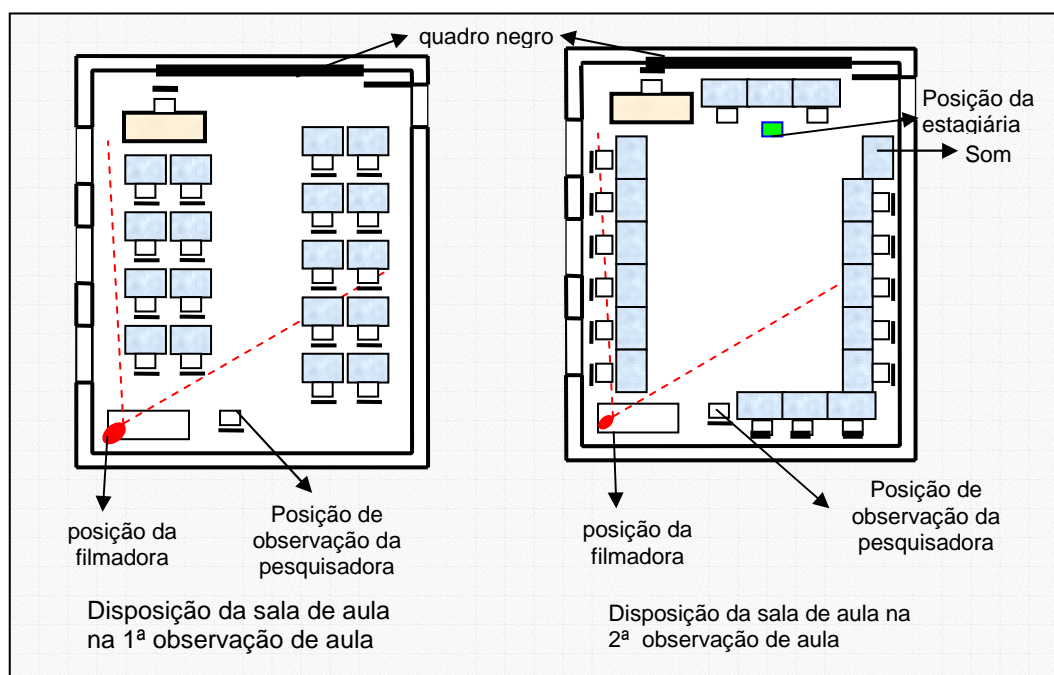 quadro negro
Posição da
estagiária
Som
posição da
filmadora
Posição de
observação da
pesquisadora
posição da
filmadora
Posição de
observação da
pesquisadora
Disposição da sala de aula
na 1ª observação de aula
Disposição da sala de aula na
2ª observação de aula